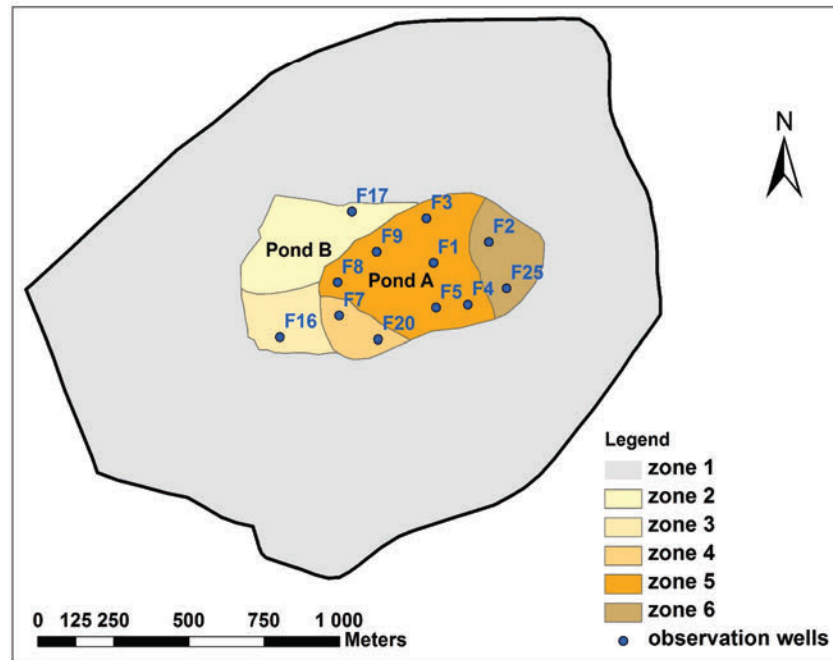 N
F17
F3
F2
F9
F1
Pond B
F8
Pond A
F25
F5
F4
F7
F16
F20
Legend
zone 1
zone 2
zone 3
zone 4
zone 5
zone 6
observation wells
0 125 250 500 750 1 000
Meters